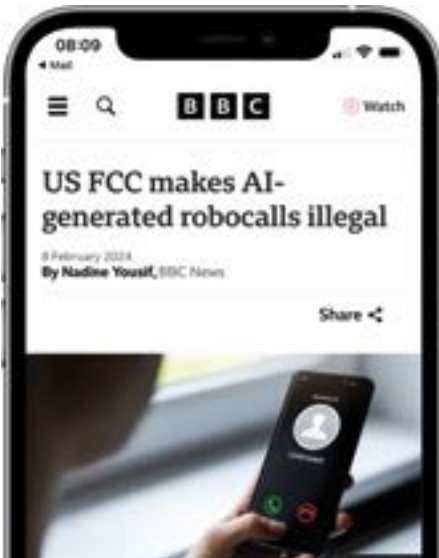 08:09
◀ Mail
BBC
Watch
US FCC makes AI-
generated robocalls illegal
8 February 2024
By Nadine Yousif, BBC News
Share